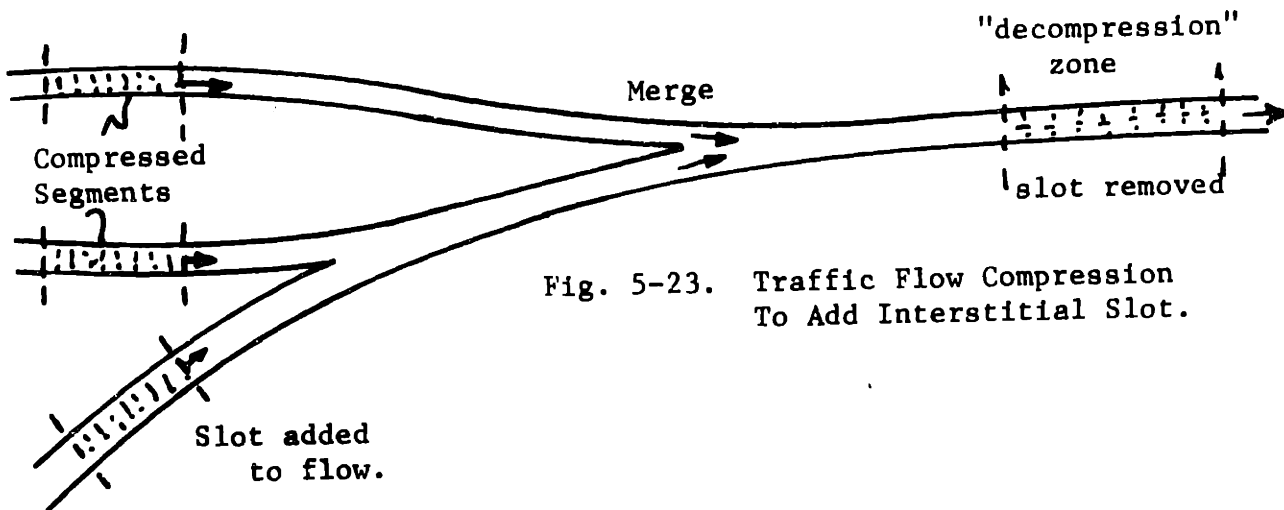 "decompression"
zone
Merge
Compressed
Segments
slot removed
Fig. 5-23. Traffic Flow Compression
To Add Interstitial Slot.
Slot added
to flow.